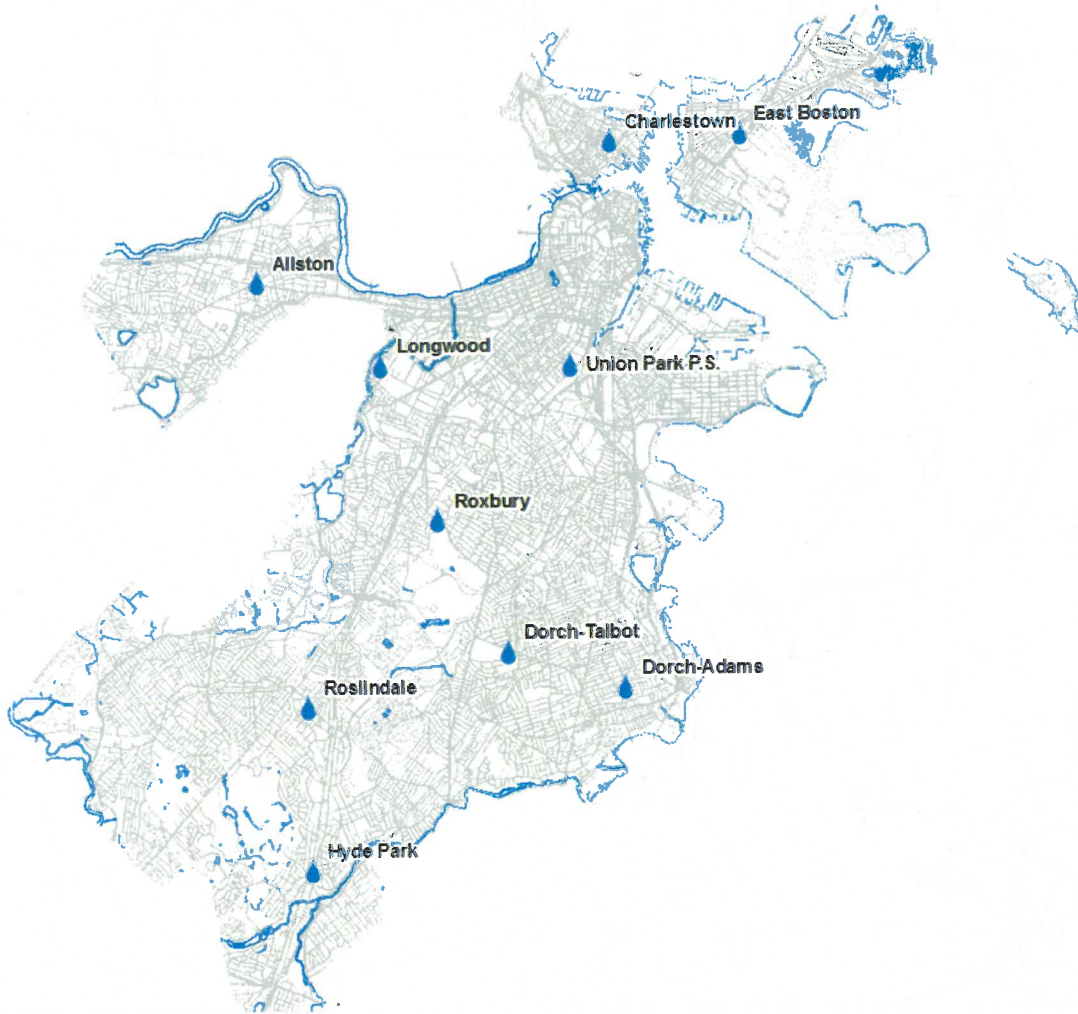 Charlestown
East Boston
Allston
Longwood
Union Park P.S.
Roxbury
Dorch-Talbot
Dorch-Adams
Roslindale
Hyde Park